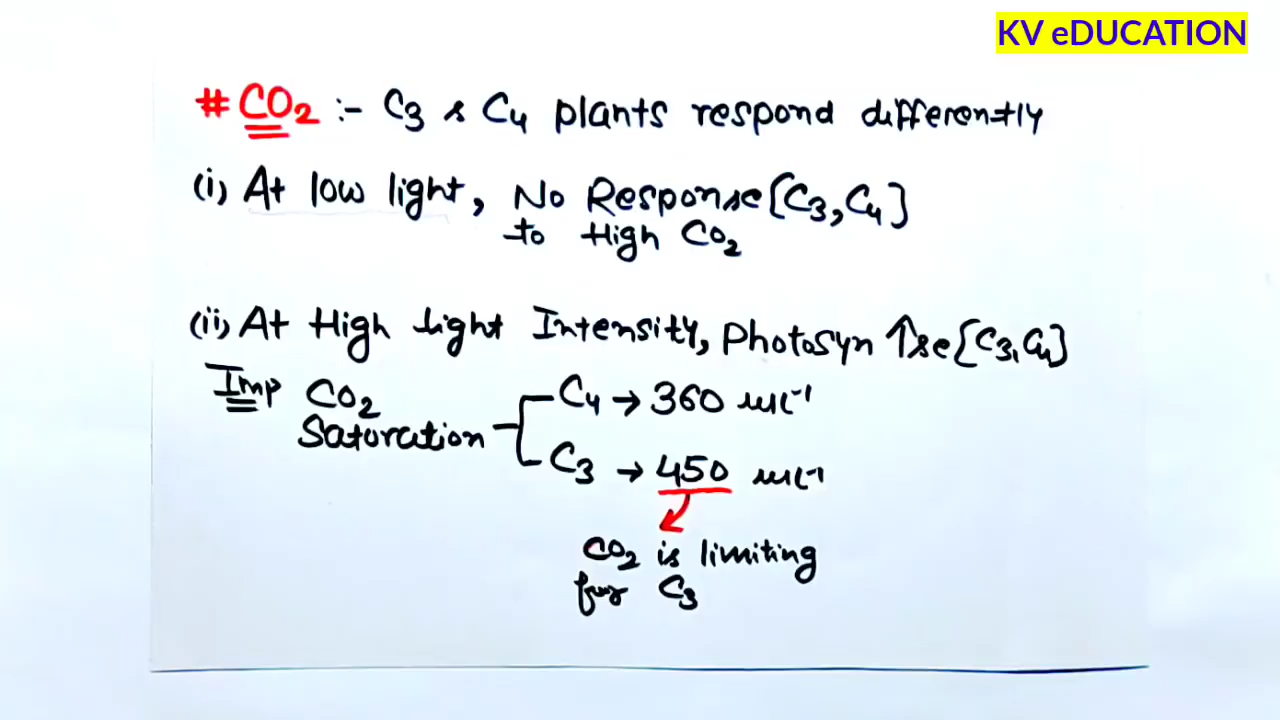 KV eDUCATION
# CO₂ :- C₃ & C₄ plants respond differently
(i) At low light, No Response [C₃, C₄]
to High CO₂
(ii) At High light Intensity, Photosyn ↑se [C₃, C₄]
Imp CO₂
Saturation
C₄ → 360 µlL⁻¹
C₃ → 450 µlL⁻¹
CO₂ is limiting
for C₃